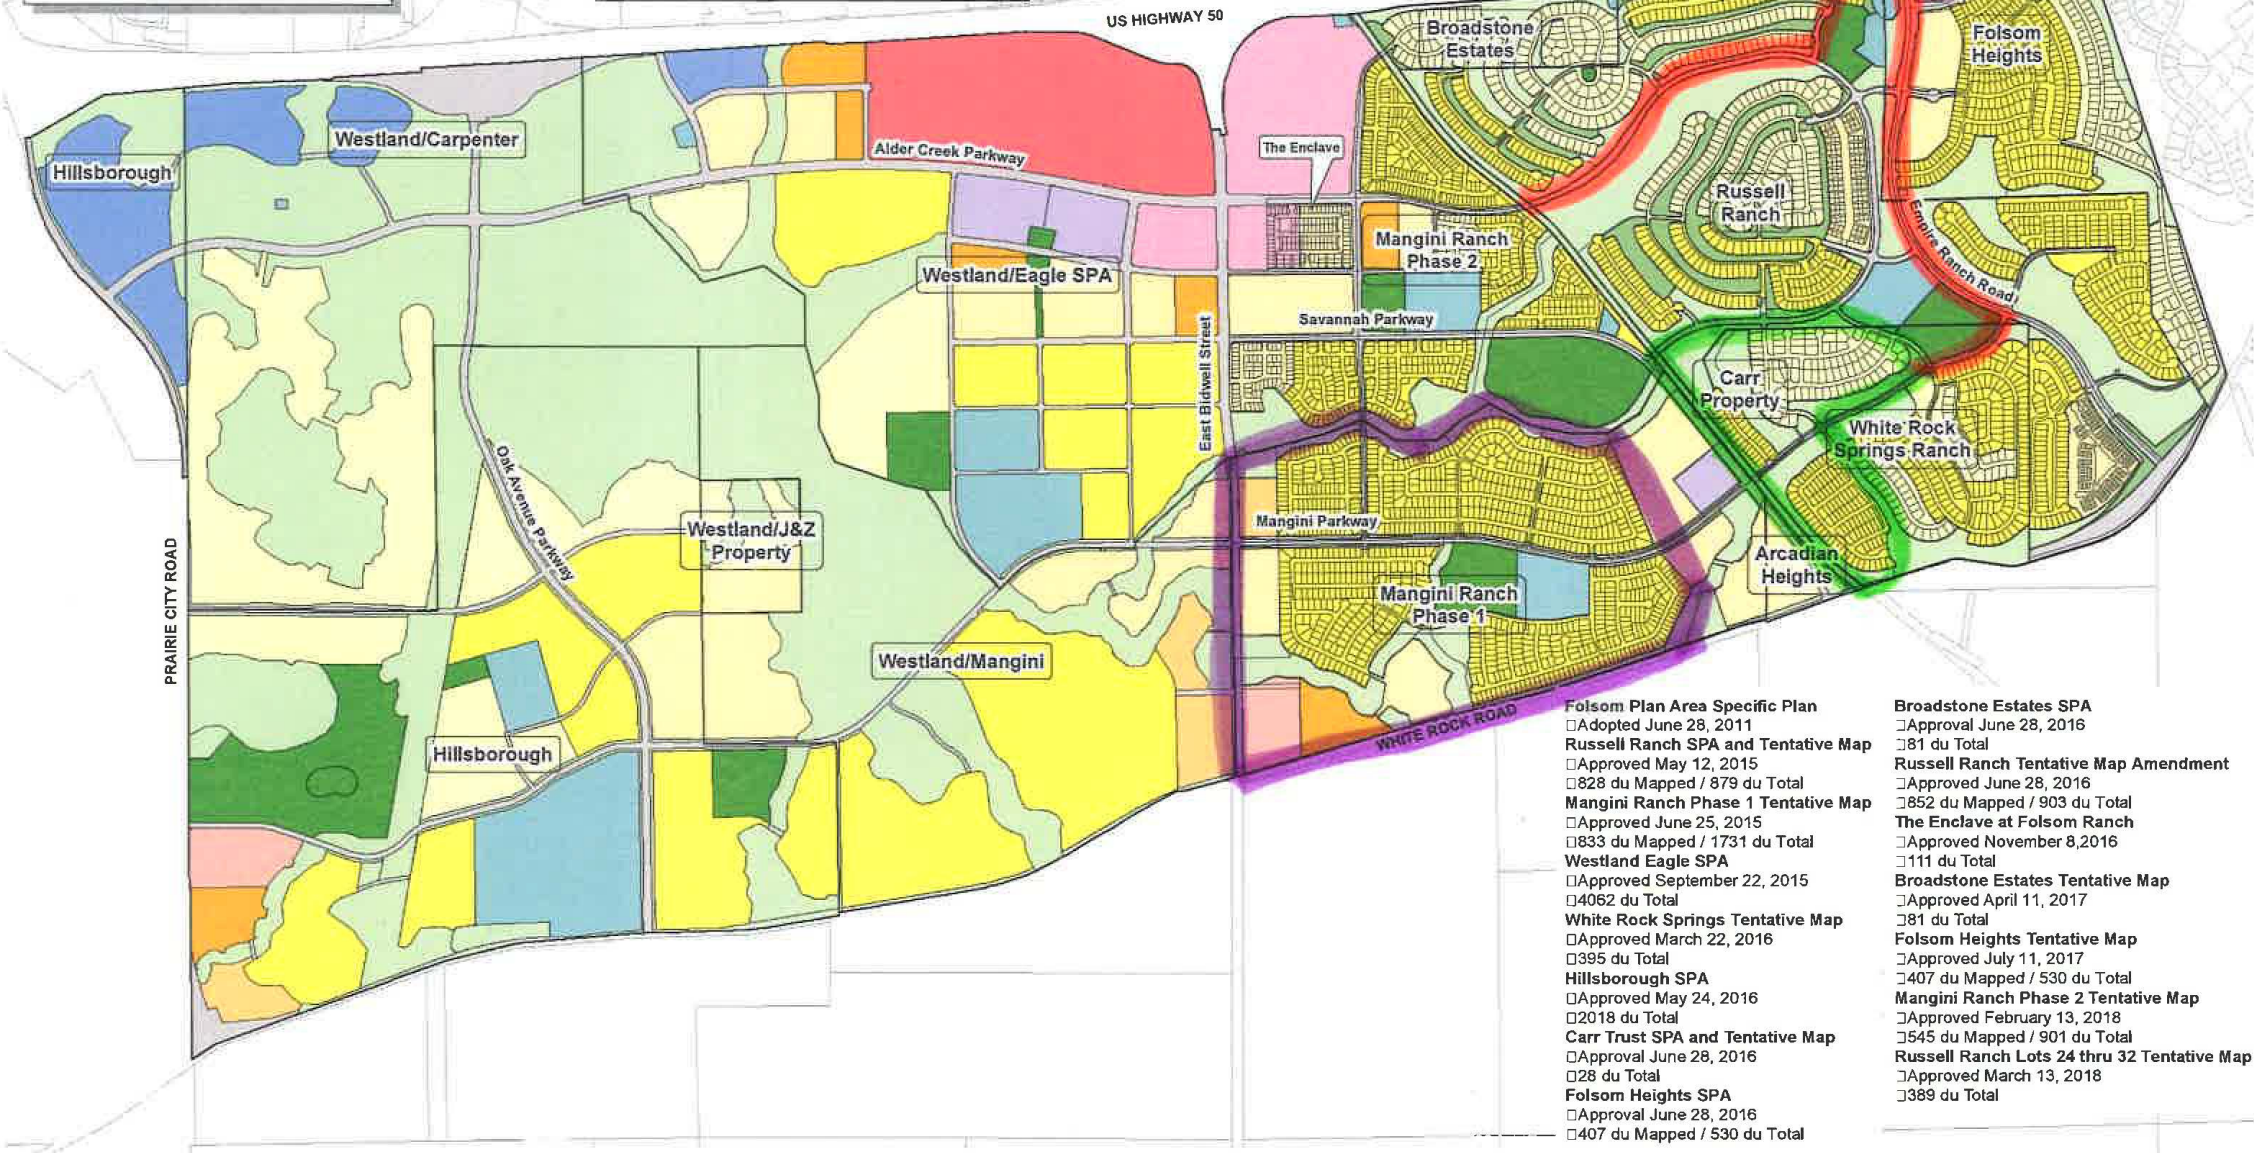 US HIGHWAY 50
Broadstone
Estates
Folsom
Heights
Westland/Carpenter
Hillsborough
Alder Creek Parkway
The Enclave
Russell
Ranch
Empire Ranch Road
Mangini Ranch
Phase 2
Westland/Eagle SPA
Savannah Parkway
East Bidwell Street
Carr
Property
White Rock
Springs Ranch
Oak Avenue Parkway
Westland/J&Z
Property
Mangini Parkway
Arcadian
Heights
Mangini Ranch
Phase 1
PRAIRIE CITY ROAD
Westland/Mangini
Hillsborough
WHITE ROCK ROAD
Folsom Plan Area Specific Plan
□Adopted June 28, 2011
Russell Ranch SPA and Tentative Map
□Approved May 12, 2015
□828 du Mapped / 879 du Total
Mangini Ranch Phase 1 Tentative Map
□Approved June 25, 2015
□833 du Mapped / 1731 du Total
Westland Eagle SPA
□Approved September 22, 2015
□4062 du Total
White Rock Springs Tentative Map
□Approved March 22, 2016
□395 du Total
Hillsborough SPA
□Approved May 24, 2016
□2018 du Total
Carr Trust SPA and Tentative Map
□Approval June 28, 2016
□28 du Total
Folsom Heights SPA
□Approval June 28, 2016
□407 du Mapped / 530 du Total
Broadstone Estates SPA
□Approval June 28, 2016
□81 du Total
Russell Ranch Tentative Map Amendment
□Approved June 28, 2016
□852 du Mapped / 903 du Total
The Enclave at Folsom Ranch
□Approved November 8,2016
□111 du Total
Broadstone Estates Tentative Map
□Approved April 11, 2017
□81 du Total
Folsom Heights Tentative Map
□Approved July 11, 2017
□407 du Mapped / 530 du Total
Mangini Ranch Phase 2 Tentative Map
□Approved February 13, 2018
□545 du Mapped / 901 du Total
Russell Ranch Lots 24 thru 32 Tentative Map
□Approved March 13, 2018
□389 du Total